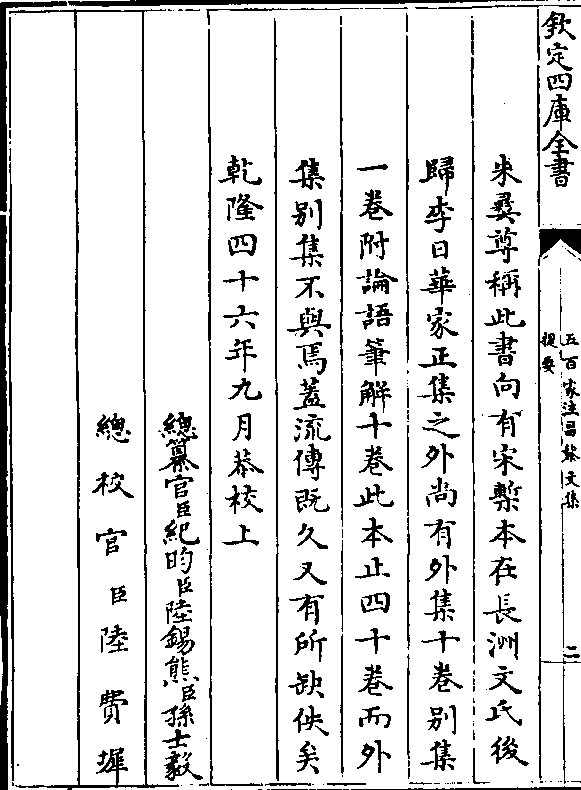 欽定四庫全書
五百家注昌黎文集
提要
二
朱彝尊稱此書向有宋槧本在長洲文氏後
歸李日華家正集之外尚有外集十卷別集
一卷附論語筆解十卷此本止四十卷而外
集別集不與焉蓋流傳既久又有所缺佚矣
乾隆四十六年九月恭校上
總纂官臣紀昀臣陸錫熊臣孫士毅
總校官臣陸費墀